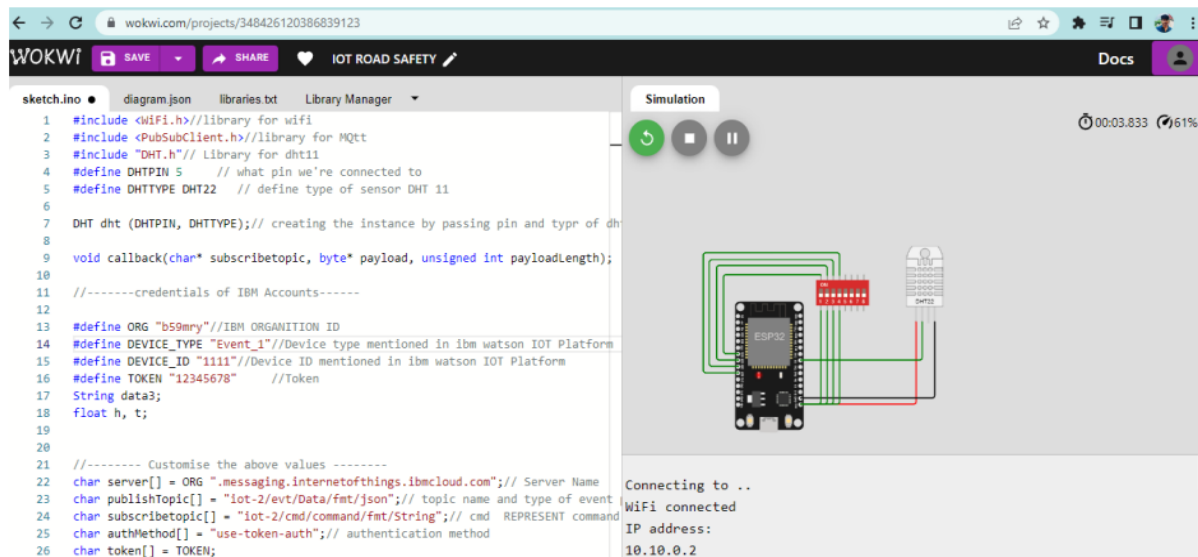 wokwi.com/projects/348426120386839123
WOKWi SAVE SHARE IOT ROAD SAFETY Docs
sketch.ino ● diagram.json libraries.txt Library Manager
1 #include <WiFi.h>//library for wifi
2 #include <PubSubClient.h>//library for MQtt
3 #include "DHT.h"// Library for dht11
4 #define DHTPIN 5 // what pin we're connected to
5 #define DHTTYPE DHT22 // define type of sensor DHT 11
6
7 DHT dht (DHTPIN, DHTTYPE);// creating the instance by passing pin and typr of dh
8
9 void callback(char* subscribetopic, byte* payload, unsigned int payloadLength);
10
11 //-------credentials of IBM Accounts------
12
13 #define ORG "b59mry"//IBM ORGANITION ID
14 #define DEVICE_TYPE "Event_1"//Device type mentioned in ibm watson IOT Platform
15 #define DEVICE_ID "1111"//Device ID mentioned in ibm watson IOT Platform
16 #define TOKEN "12345678" //Token
17 String data3;
18 float h, t;
19
20
21 //-------- Customise the above values --------
22 char server[] = ORG ".messaging.internetofthings.ibmcloud.com";// Server Name
23 char publishTopic[] = "iot-2/evt/Data/fmt/json";// topic name and type of event
24 char subscribetopic[] = "iot-2/cmd/command/fmt/String";// cmd REPRESENT command
25 char authMethod[] = "use-token-auth";// authentication method
26 char token[] = TOKEN;
Simulation
00:03.833 61%
ESP32
DHT22
Connecting to ..
WiFi connected
IP address:
10.10.0.2